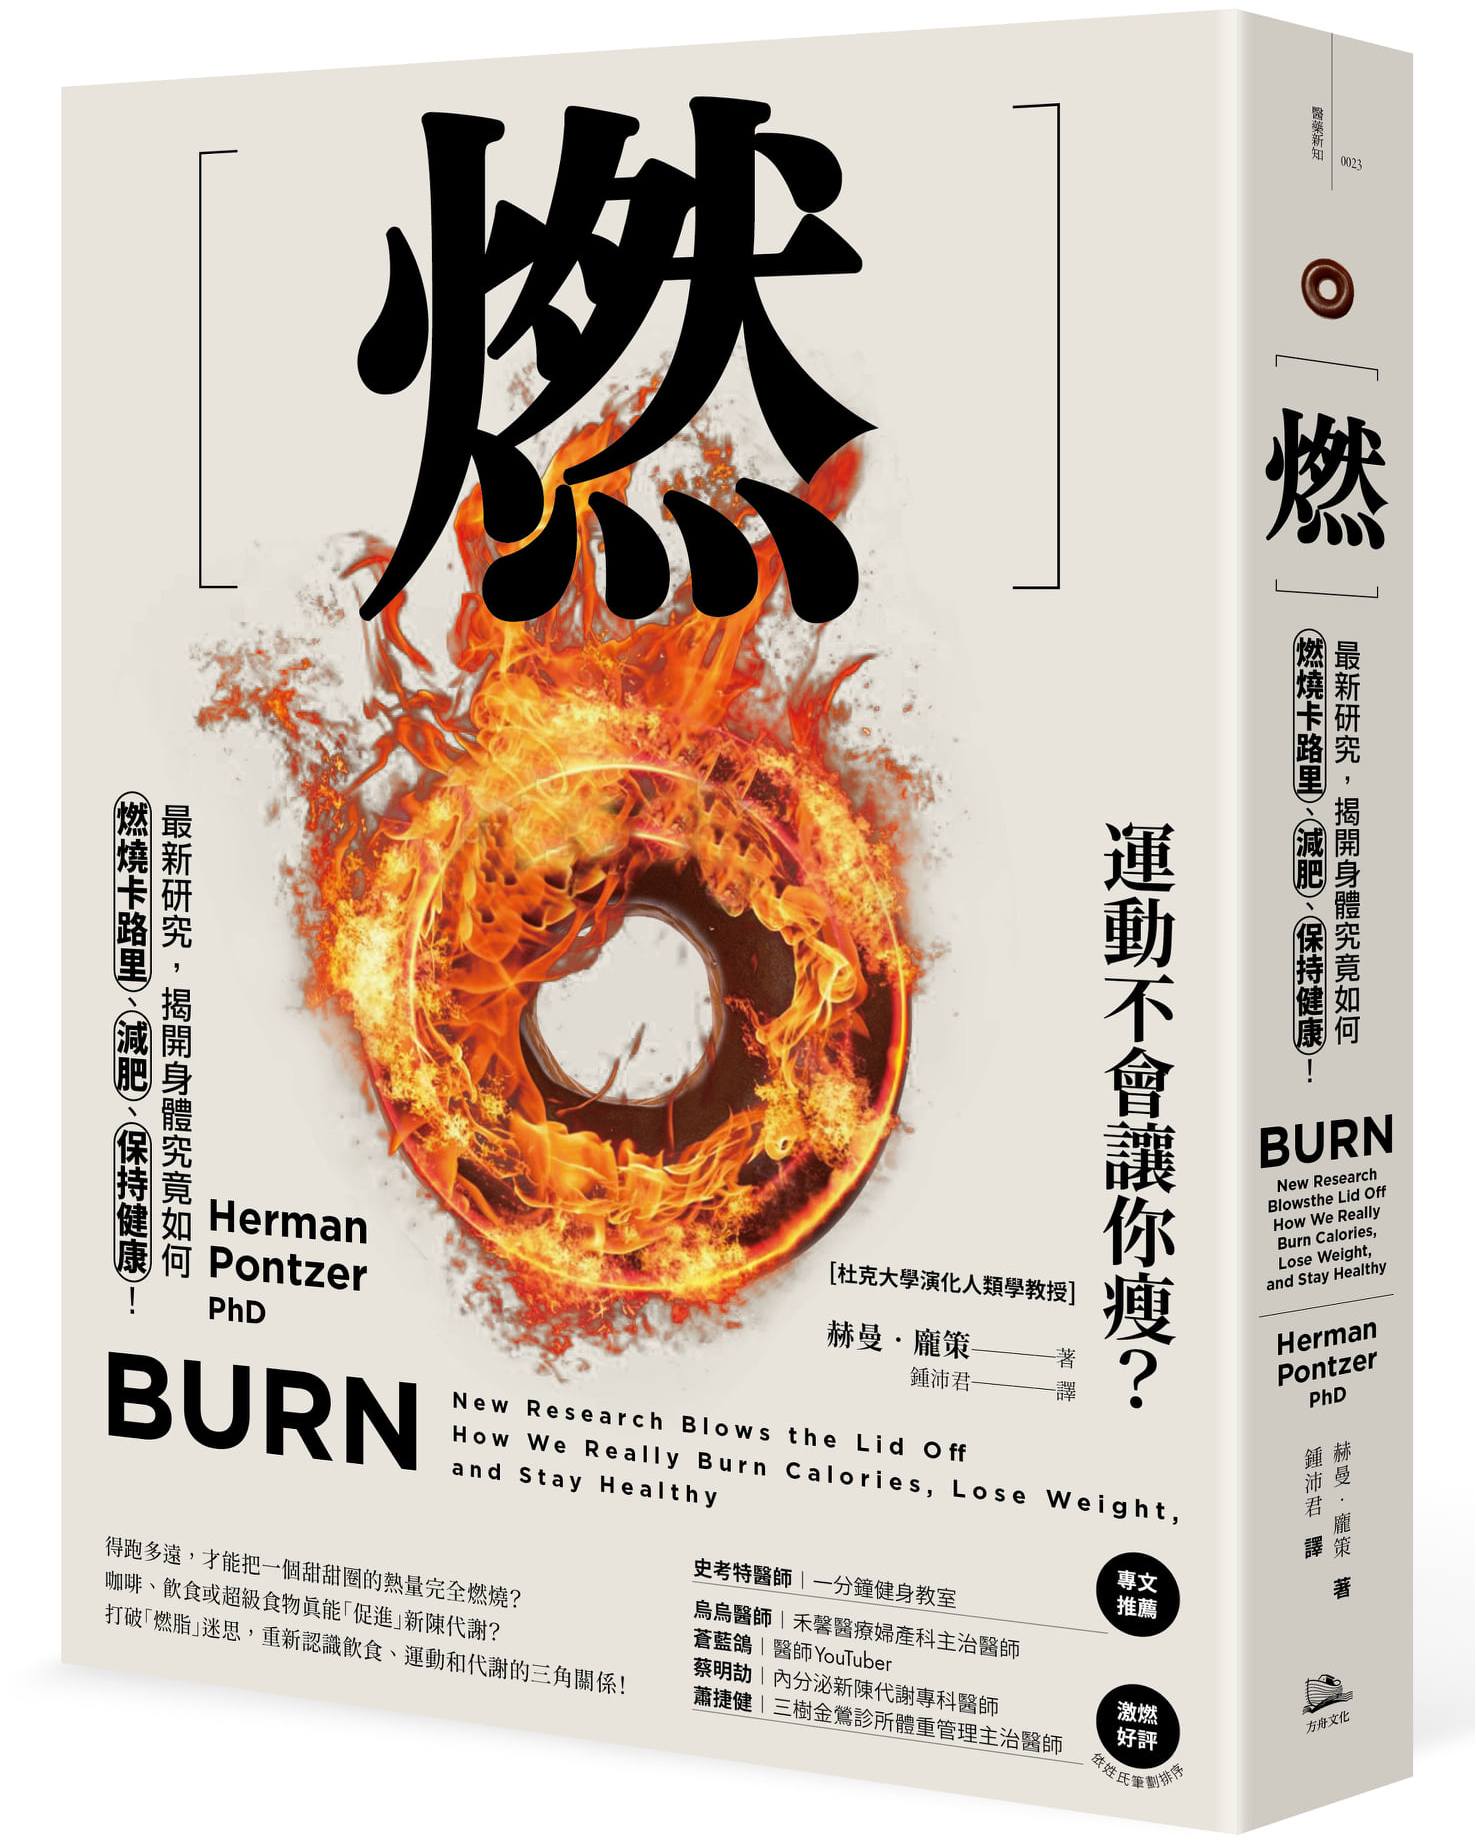 燃
運動不會讓你瘦？
最新研究，揭開身體究竟如何
燃燒卡路里、減肥、保持健康！
Herman
Pontzer
PhD
[杜克大學演化人類學教授]
赫曼．龐策——著
鍾沛君——譯
BURN
New Research Blows the Lid Off
How We Really Burn Calories, Lose Weight,
and Stay Healthy
得跑多遠，才能把一個甜甜圈的熱量完全燃燒？
咖啡、飲食或超級食物真能「促進」新陳代謝？
打破「燃脂」迷思，重新認識飲食、運動和代謝的三角關係！
史考特醫師｜一分鐘健身教室
專文
推薦
烏烏醫師｜禾馨醫療婦產科主治醫師
蒼藍鴿｜醫師YouTuber
蔡明劼｜內分泌新陳代謝專科醫師
蕭捷健｜三樹金鶯診所體重管理主治醫師
激燃
好評
依姓氏筆劃排序
醫藥新知
0023
燃
最新研究，揭開身體究竟如何
燃燒卡路里、減肥、保持健康！
BURN
New Research
Blowsthe Lid Off
How We Really
Burn Calories,
Lose Weight,
and Stay Healthy
Herman
Pontzer
PhD
赫曼．龐策 著
鍾沛君 譯
方舟文化